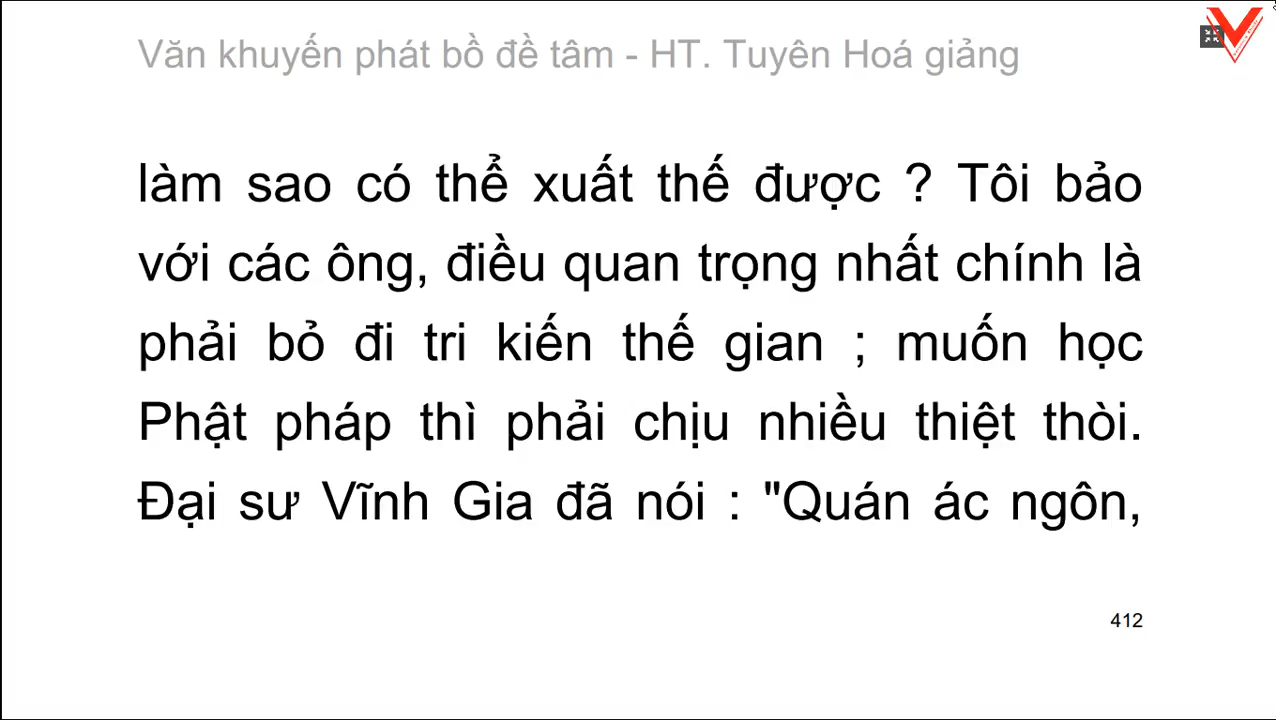 Văn khuyến phát bồ đề tâm - HT. Tuyên Hoá giảng
làm sao có thể xuất thế được ? Tôi bảo
với các ông, điều quan trọng nhất chính là
phải bỏ đi tri kiến thế gian ; muốn học
Phật pháp thì phải chịu nhiều thiệt thòi.
Đại sư Vĩnh Gia đã nói : "Quán ác ngôn,
412